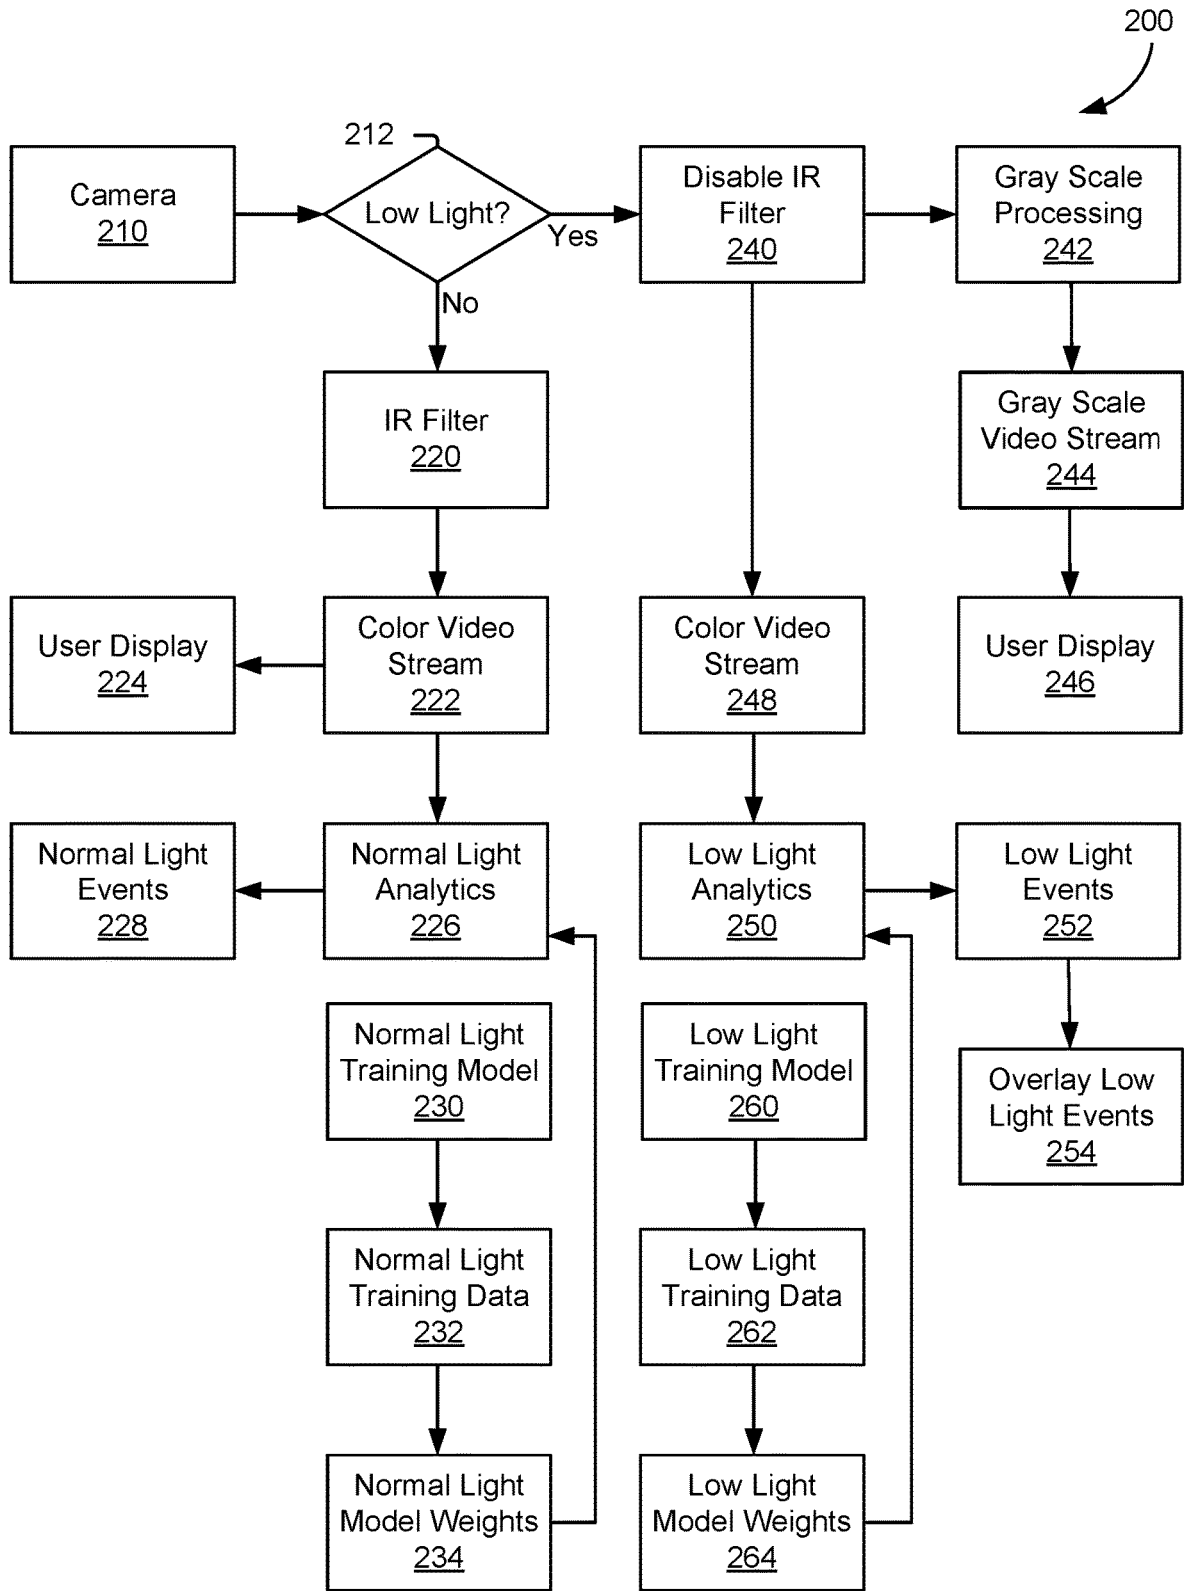 200
212
Camera
210
Low Light?
Yes
No
Disable IR
Filter
240
Gray Scale
Processing
242
IR Filter
220
Gray Scale
Video Stream
244
User Display
224
Color Video
Stream
222
Color Video
Stream
248
User Display
246
Normal Light
Events
228
Normal Light
Analytics
226
Low Light
Analytics
250
Low Light
Events
252
Normal Light
Training Model
230
Low Light
Training Model
260
Overlay Low
Light Events
254
Normal Light
Training Data
232
Low Light
Training Data
262
Normal Light
Model Weights
234
Low Light
Model Weights
264